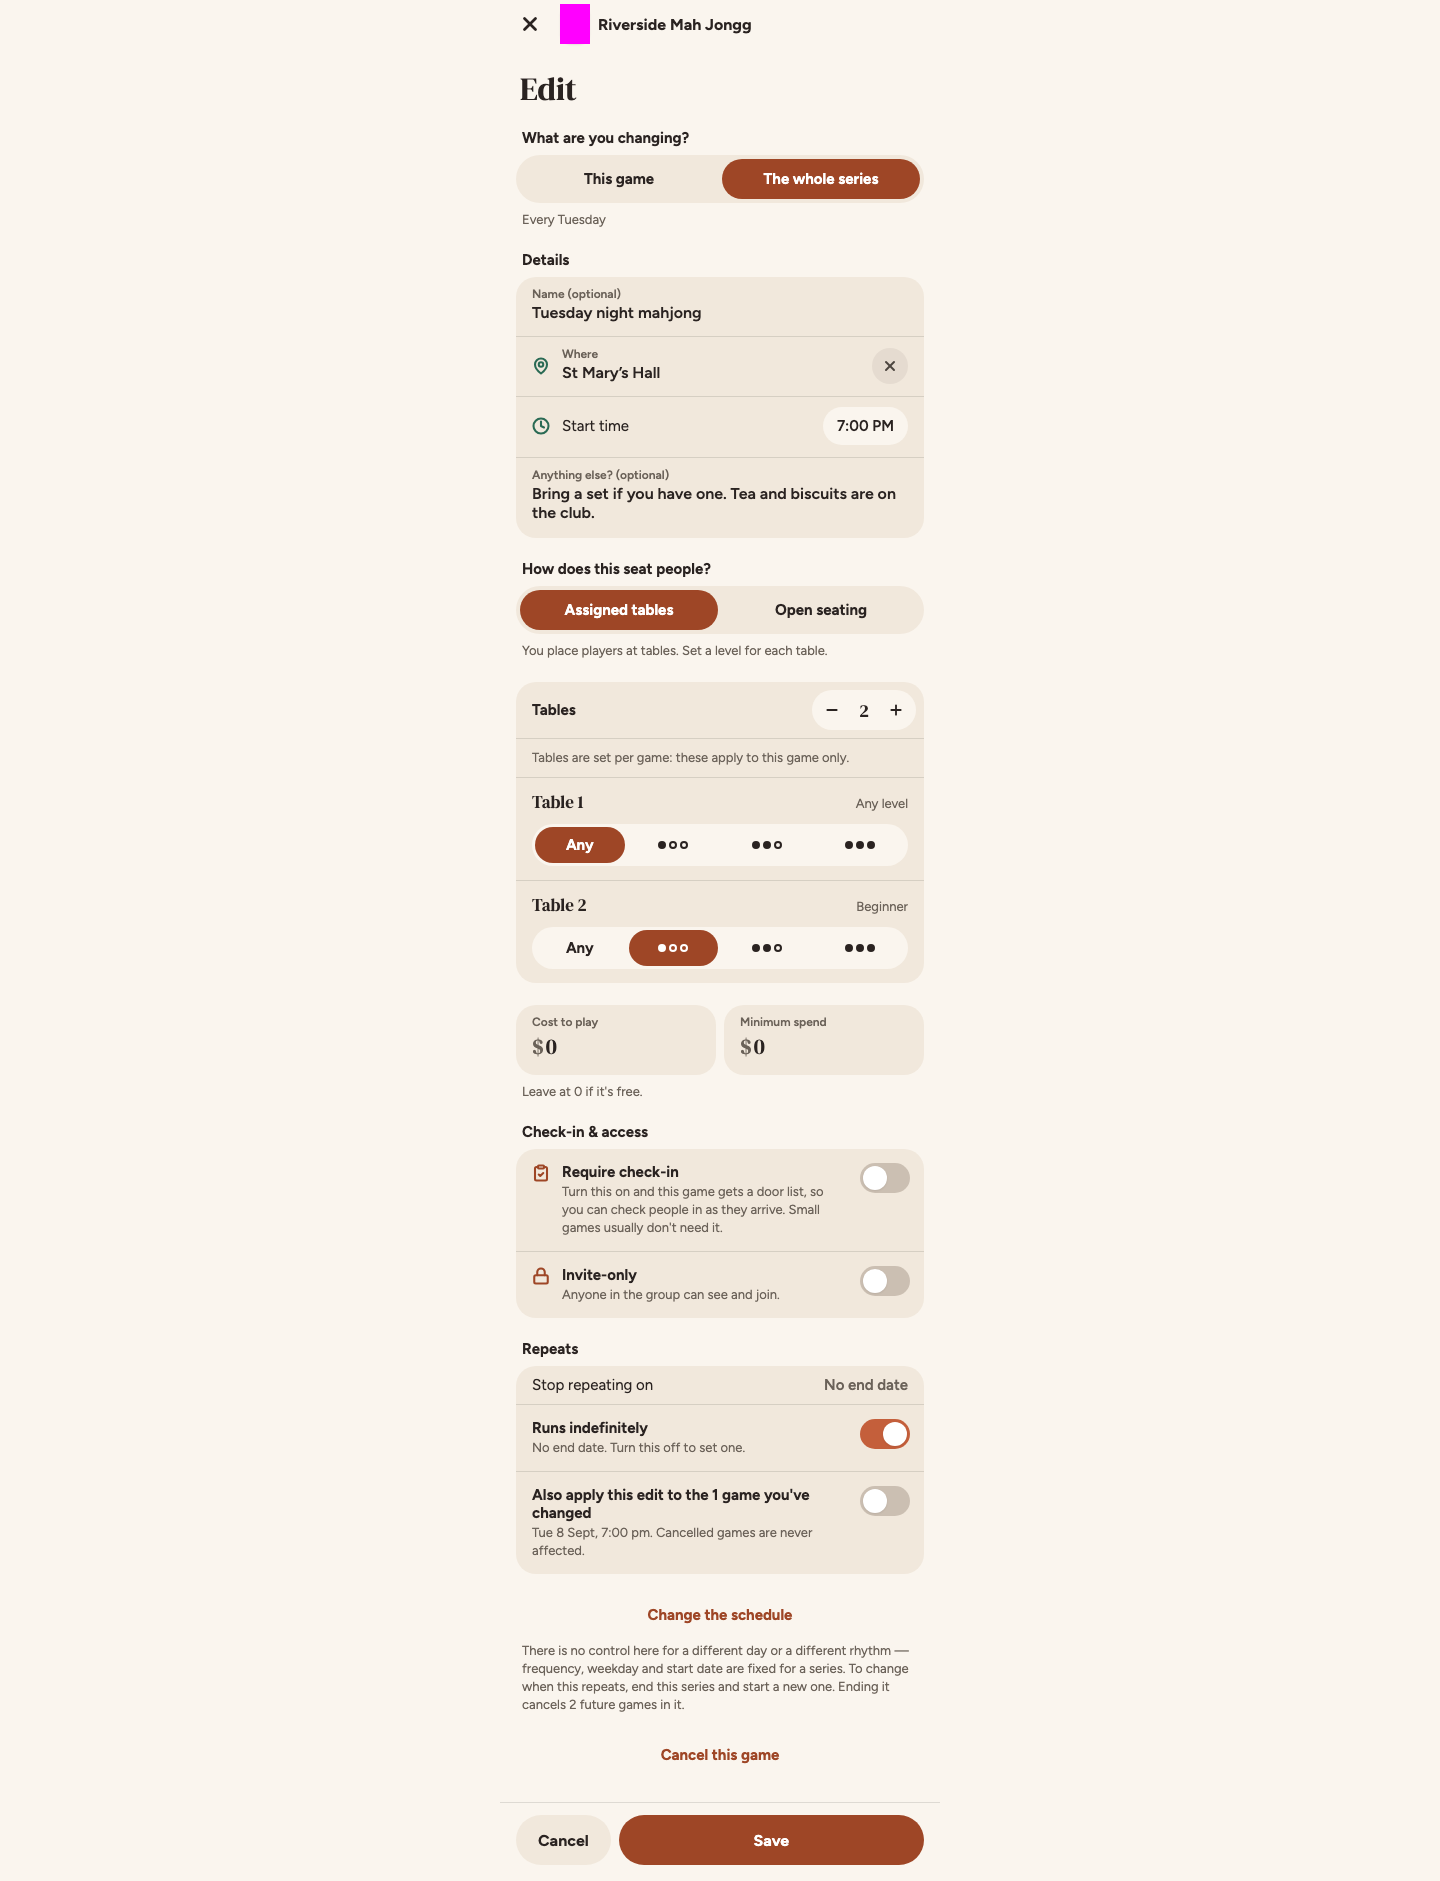 Riverside Mah Jongg
Edit
What are you changing?
This game
The whole series
Every Tuesday
Details
Name (optional)
Tuesday night mahjong
Where
St Mary’s Hall
Start time
7:00 PM
Anything else? (optional)
Bring a set if you have one. Tea and biscuits are on
the club.
How does this seat people?
Assigned tables
Open seating
You place players at tables. Set a level for each table.
Tables
2
Tables are set per game: these apply to this game only.
Table 1
Any level
Any
Table 2
Beginner
Any
Cost to play
$0
Minimum spend
$0
Leave at 0 if it's free.
Check-in & access
Require check-in
Turn this on and this game gets a door list, so
you can check people in as they arrive. Small
games usually don't need it.
Invite-only
Anyone in the group can see and join.
Repeats
Stop repeating on
No end date
Runs indefinitely
No end date. Turn this off to set one.
Also apply this edit to the 1 game you've
changed
Tue 8 Sept, 7:00 pm. Cancelled games are never
affected.
Change the schedule
There is no control here for a different day or a different rhythm —
frequency, weekday and start date are fixed for a series. To change
when this repeats, end this series and start a new one. Ending it
cancels 2 future games in it.
Cancel this game
Cancel
Save